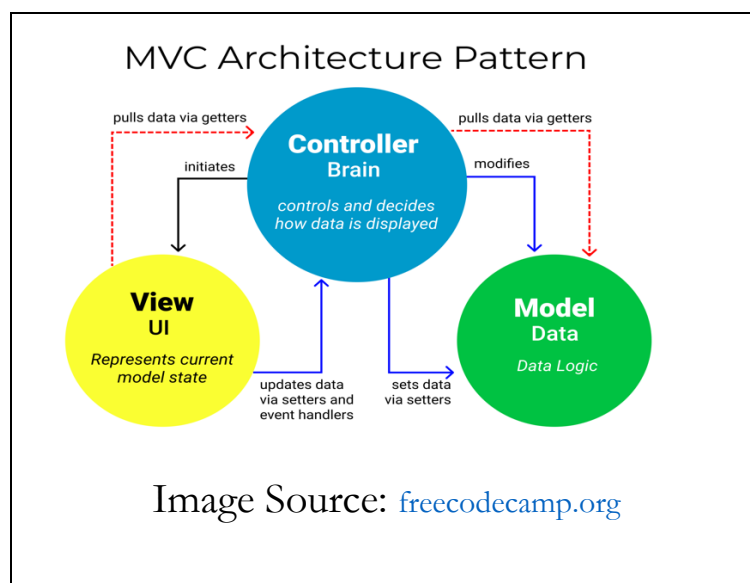 MVC Architecture Pattern
pulls data via getters
pulls data via getters
Controller
Brain
controls and decides
how data is displayed
initiates
modifies
View
UI
Represents current
model state
Model
Data
Data Logic
updates data
via setters and
event handlers
sets data
via setters
Image Source: freecodecamp.org